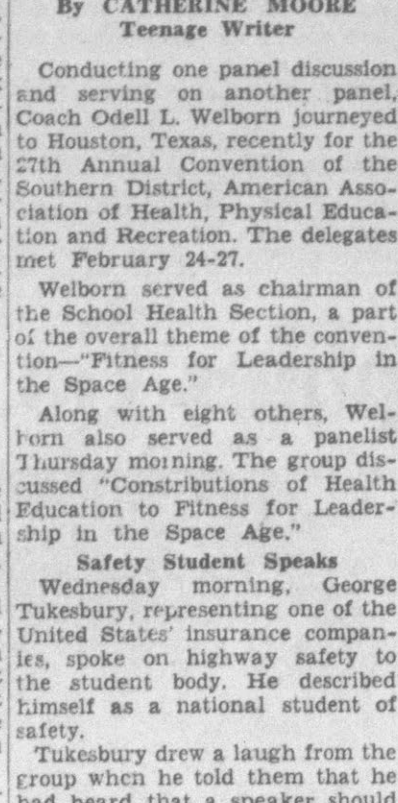 By CATHERINE MOORE
Teenage Writer
Conducting one panel discussion
and serving on another panel,
Coach Odell L. Welborn journeyed
to Houston, Texas, recently for the
27th Annual Convention of the
Southern District, American Asso-
ciation of Health, Physical Educa-
tion and Recreation. The delegates
met February 24-27.
Welborn served as chairman of
the School Health Section, a part
of the overall theme of the conven-
tion—"Fitness for Leadership in
the Space Age."
Along with eight others, Wel-
born also served as a panelist
Thursday morning. The group dis-
cussed "Constributions of Health
Education to Fitness for Leader-
ship in the Space Age."
Safety Student Speaks
Wednesday morning, George
Tukesbury, representing one of the
United States' insurance compan-
ies, spoke on highway safety to
the student body. He described
himself as a national student of
safety.
Tukesbury drew a laugh from the
group when he told them that he
had heard that a speaker should